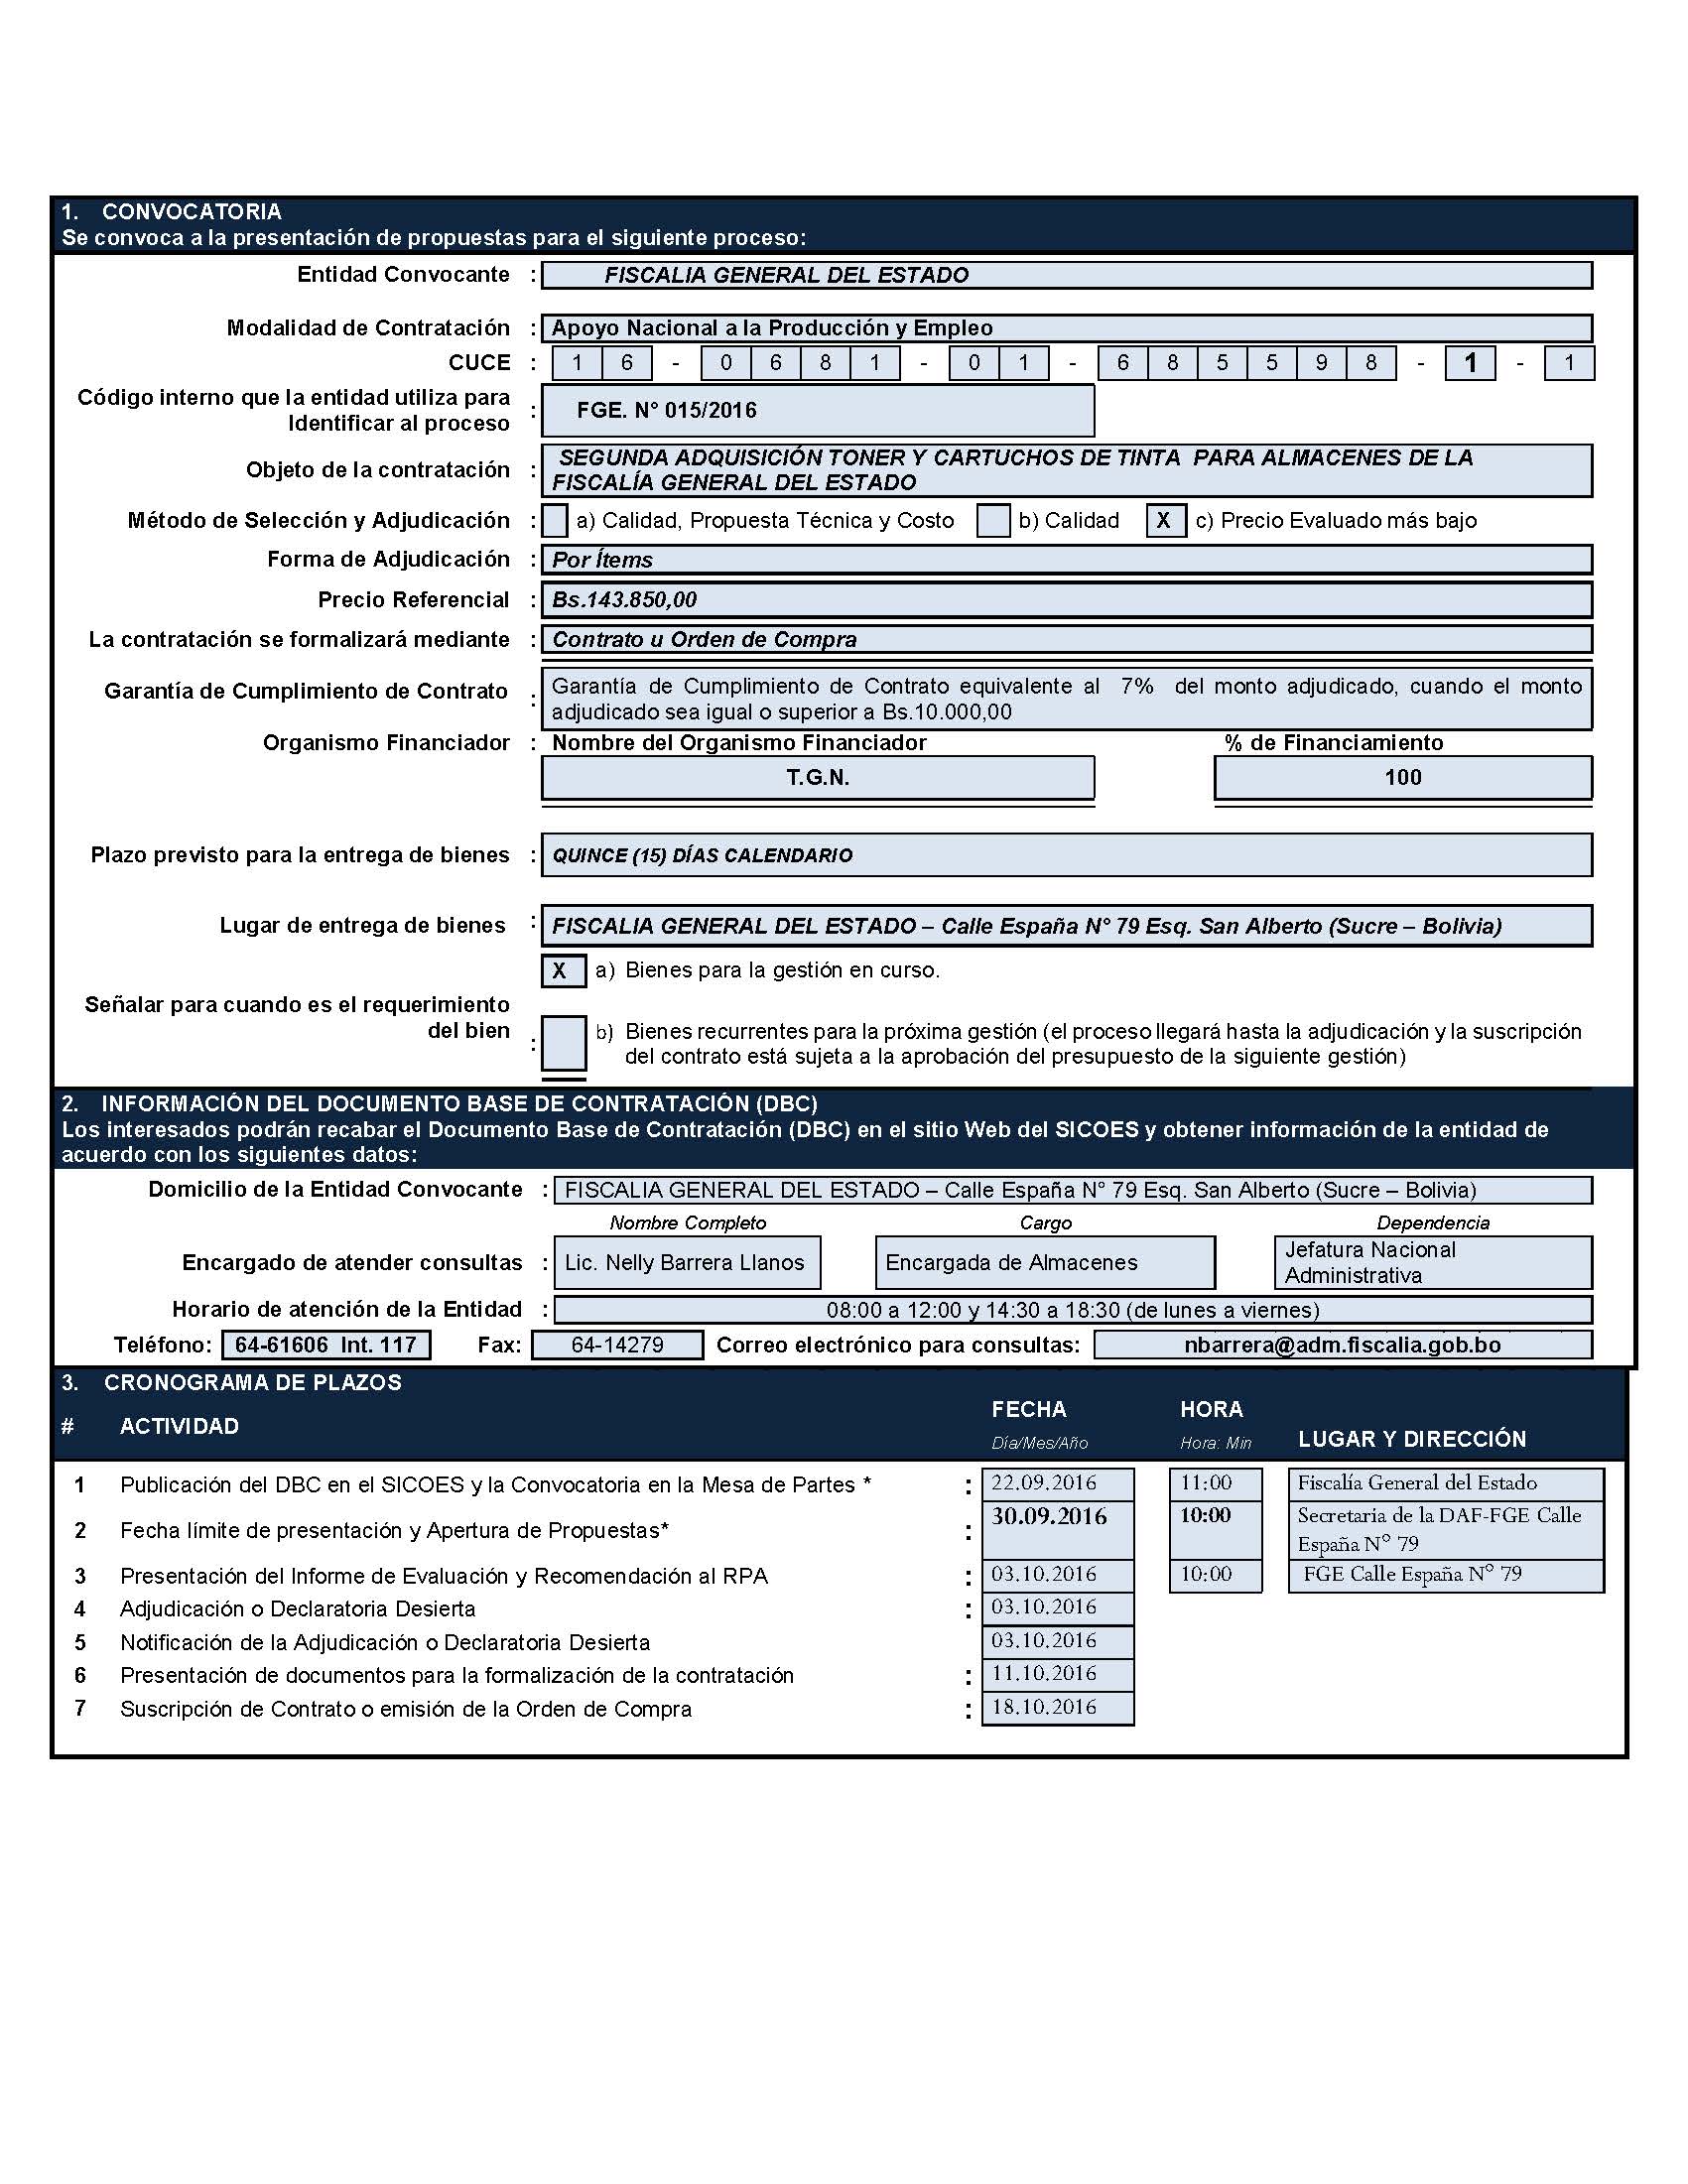 1. CONVOCATORIA
Se convoca a la presentación de propuestas para el siguiente proceso:
Entidad Convocante : FISCALIA GENERAL DEL ESTADO
Modalidad de Contratación : Apoyo Nacional a la Producción y Empleo
CUCE : 1 6 - 0 6 8 1 - 0 1 - 6 8 5 5 9 8 - 1 - 1
Código interno que la entidad utiliza para
Identificar al proceso : FGE. N° 015/2016
Objeto de la contratación : SEGUNDA ADQUISICIÓN TONER Y CARTUCHOS DE TINTA PARA ALMACENES DE LA
FISCALÍA GENERAL DEL ESTADO
Método de Selección y Adjudicación : a) Calidad, Propuesta Técnica y Costo b) Calidad X c) Precio Evaluado más bajo
Forma de Adjudicación : Por Ítems
Precio Referencial : Bs.143.850,00
La contratación se formalizará mediante : Contrato u Orden de Compra
Garantía de Cumplimiento de Contrato : Garantía de Cumplimiento de Contrato equivalente al 7% del monto adjudicado, cuando el monto
adjudicado sea igual o superior a Bs.10.000,00
Organismo Financiador : Nombre del Organismo Financiador % de Financiamiento
T.G.N. 100
Plazo previsto para la entrega de bienes : QUINCE (15) DÍAS CALENDARIO
Lugar de entrega de bienes : FISCALIA GENERAL DEL ESTADO – Calle España N° 79 Esq. San Alberto (Sucre – Bolivia)
X a) Bienes para la gestión en curso.
Señalar para cuando es el requerimiento
del bien : b) Bienes recurrentes para la próxima gestión (el proceso llegará hasta la adjudicación y la suscripción
del contrato está sujeta a la aprobación del presupuesto de la siguiente gestión)
2. INFORMACIÓN DEL DOCUMENTO BASE DE CONTRATACIÓN (DBC)
Los interesados podrán recabar el Documento Base de Contratación (DBC) en el sitio Web del SICOES y obtener información de la entidad de
acuerdo con los siguientes datos:
Domicilio de la Entidad Convocante : FISCALIA GENERAL DEL ESTADO – Calle España N° 79 Esq. San Alberto (Sucre – Bolivia)
Nombre Completo Cargo Dependencia
Encargado de atender consultas : Lic. Nelly Barrera Llanos Encargada de Almacenes Jefatura Nacional
Administrativa
Horario de atención de la Entidad : 08:00 a 12:00 y 14:30 a 18:30 (de lunes a viernes)
Teléfono: 64-61606 Int. 117 Fax: 64-14279 Correo electrónico para consultas: nbarrera@adm.fiscalia.gob.bo
3. CRONOGRAMA DE PLAZOS
# ACTIVIDAD FECHA HORA
Día/Mes/Año Hora: Min LUGAR Y DIRECCIÓN
1 Publicación del DBC en el SICOES y la Convocatoria en la Mesa de Partes * : 22.09.2016 11:00 Fiscalía General del Estado
2 Fecha límite de presentación y Apertura de Propuestas* : 30.09.2016 10:00 Secretaria de la DAF-FGE Calle
España N° 79
3 Presentación del Informe de Evaluación y Recomendación al RPA : 03.10.2016 10:00 FGE Calle España N° 79
4 Adjudicación o Declaratoria Desierta : 03.10.2016
5 Notificación de la Adjudicación o Declaratoria Desierta 03.10.2016
6 Presentación de documentos para la formalización de la contratación : 11.10.2016
7 Suscripción de Contrato o emisión de la Orden de Compra : 18.10.2016